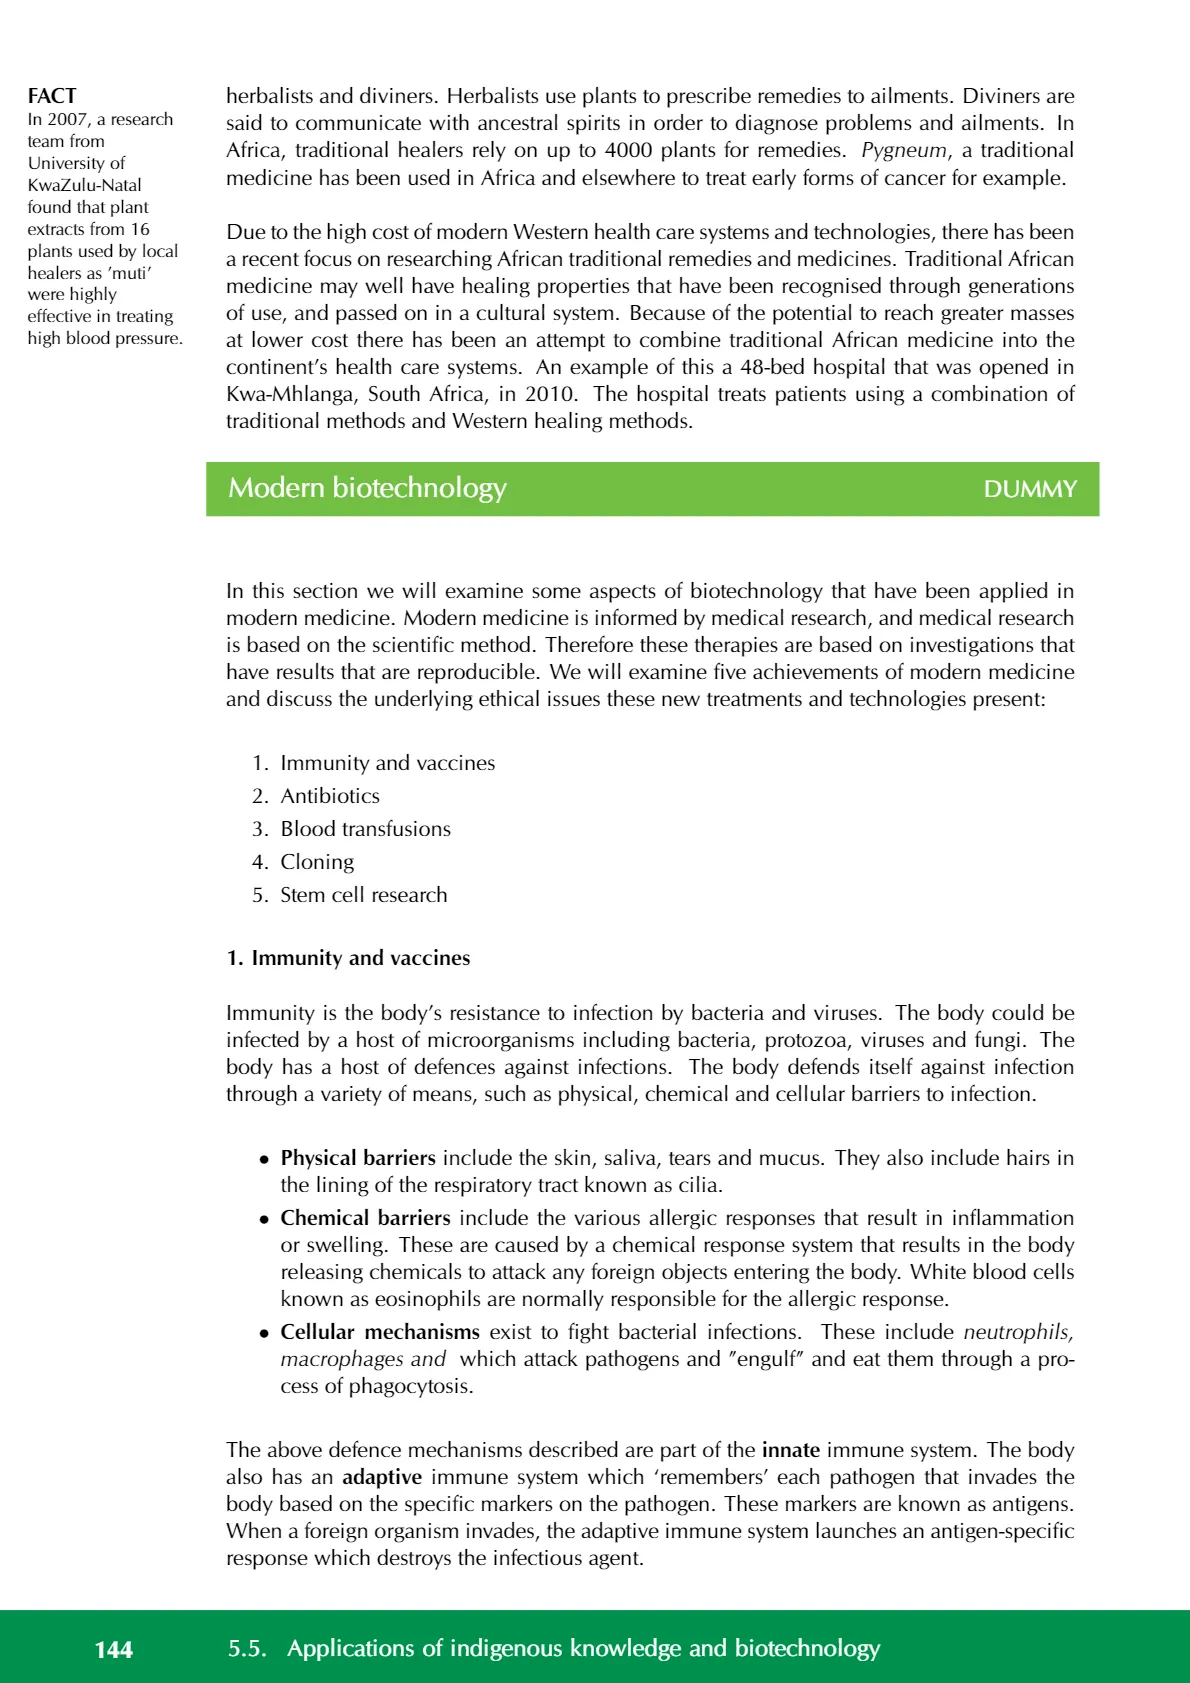 FACT
In 2007, a research
team from
University of
KwaZulu-Natal
found that plant
extracts from 16
plants used by local
healers as ’muti’
were highly
effective in treating
high blood pressure.
herbalists and diviners. Herbalists use plants to prescribe remedies to ailments. Diviners are
said to communicate with ancestral spirits in order to diagnose problems and ailments. In
Africa, traditional healers rely on up to 4000 plants for remedies. Pygneum, a traditional
medicine has been used in Africa and elsewhere to treat early forms of cancer for example.
Due to the high cost of modern Western health care systems and technologies, there has been
a recent focus on researching African traditional remedies and medicines. Traditional African
medicine may well have healing properties that have been recognised through generations
of use, and passed on in a cultural system. Because of the potential to reach greater masses
at lower cost there has been an attempt to combine traditional African medicine into the
continent’s health care systems. An example of this a 48-bed hospital that was opened in
Kwa-Mhlanga, South Africa, in 2010. The hospital treats patients using a combination of
traditional methods and Western healing methods.
Modern biotechnology DUMMY
In this section we will examine some aspects of biotechnology that have been applied in
modern medicine. Modern medicine is informed by medical research, and medical research
is based on the scientific method. Therefore these therapies are based on investigations that
have results that are reproducible. We will examine five achievements of modern medicine
and discuss the underlying ethical issues these new treatments and technologies present:
1. Immunity and vaccines
2. Antibiotics
3. Blood transfusions
4. Cloning
5. Stem cell research
1. Immunity and vaccines
Immunity is the body’s resistance to infection by bacteria and viruses. The body could be
infected by a host of microorganisms including bacteria, protozoa, viruses and fungi. The
body has a host of defences against infections. The body defends itself against infection
through a variety of means, such as physical, chemical and cellular barriers to infection.
• Physical barriers include the skin, saliva, tears and mucus. They also include hairs in
the lining of the respiratory tract known as cilia.
• Chemical barriers include the various allergic responses that result in inflammation
or swelling. These are caused by a chemical response system that results in the body
releasing chemicals to attack any foreign objects entering the body. White blood cells
known as eosinophils are normally responsible for the allergic response.
• Cellular mechanisms exist to fight bacterial infections. These include neutrophils,
macrophages and which attack pathogens and ”engulf” and eat them through a pro-
cess of phagocytosis.
The above defence mechanisms described are part of the innate immune system. The body
also has an adaptive immune system which ‘remembers’ each pathogen that invades the
body based on the specific markers on the pathogen. These markers are known as antigens.
When a foreign organism invades, the adaptive immune system launches an antigen-specific
response which destroys the infectious agent.
144 5.5. Applications of indigenous knowledge and biotechnology